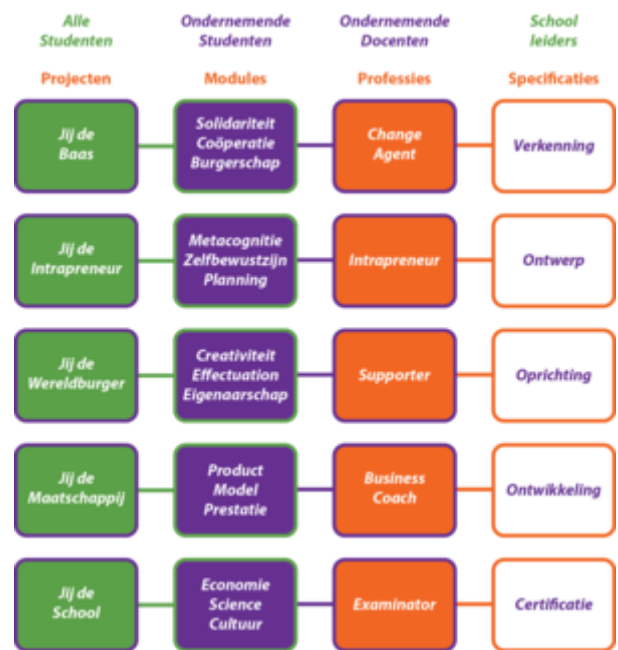 Alle
Studenten
Ondernemende
Studenten
Ondernemende
Docenten
School
leiders
Projecten
Modules
Professies
Specificaties
Jij de
Baas
Solidariteit
Coöperatie
Burgerschap
Change
Agent
Verkenning
Jij de
Intrapreneur
Metacognitie
Zelfbewustzijn
Planning
Intrapreneur
Ontwerp
Jij de
Wereldburger
Creativiteit
Effectuation
Eigenaarschap
Supporter
Oprichting
Jij de
Maatschappij
Product
Model
Prestatie
Business
Coach
Ontwikkeling
Jij de
School
Economie
Science
Cultuur
Examinator
Certificatie